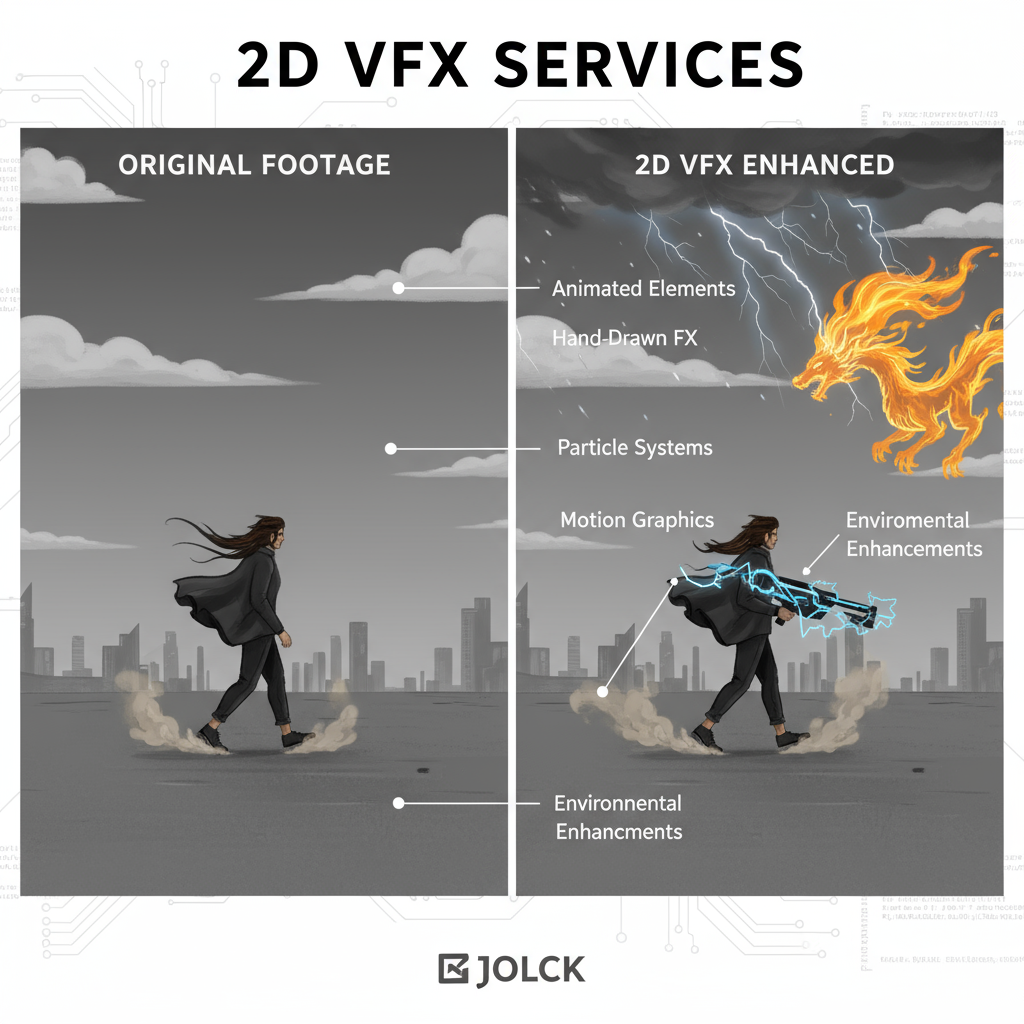 2D VFX SERVICES
ORIGINAL FOOTAGE
2D VFX ENHANCED
Animated Elements
Hand-Drawn FX
Particle Systems
Motion Graphics
Enviromental
Enhancements
Environnental
Enhancments
JOLCK